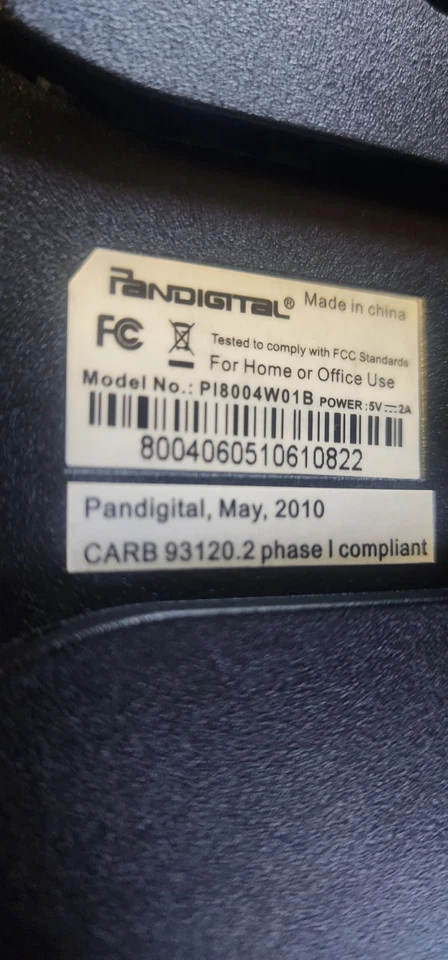 PANDIGITAL® Made in china
FC
Tested to comply with FCC Standards
For Home or Office Use
Model No.: PI8004W01B POWER :5V⎓2A
8004060510610822
Pandigital, May, 2010
CARB 93120.2 phase I compliant